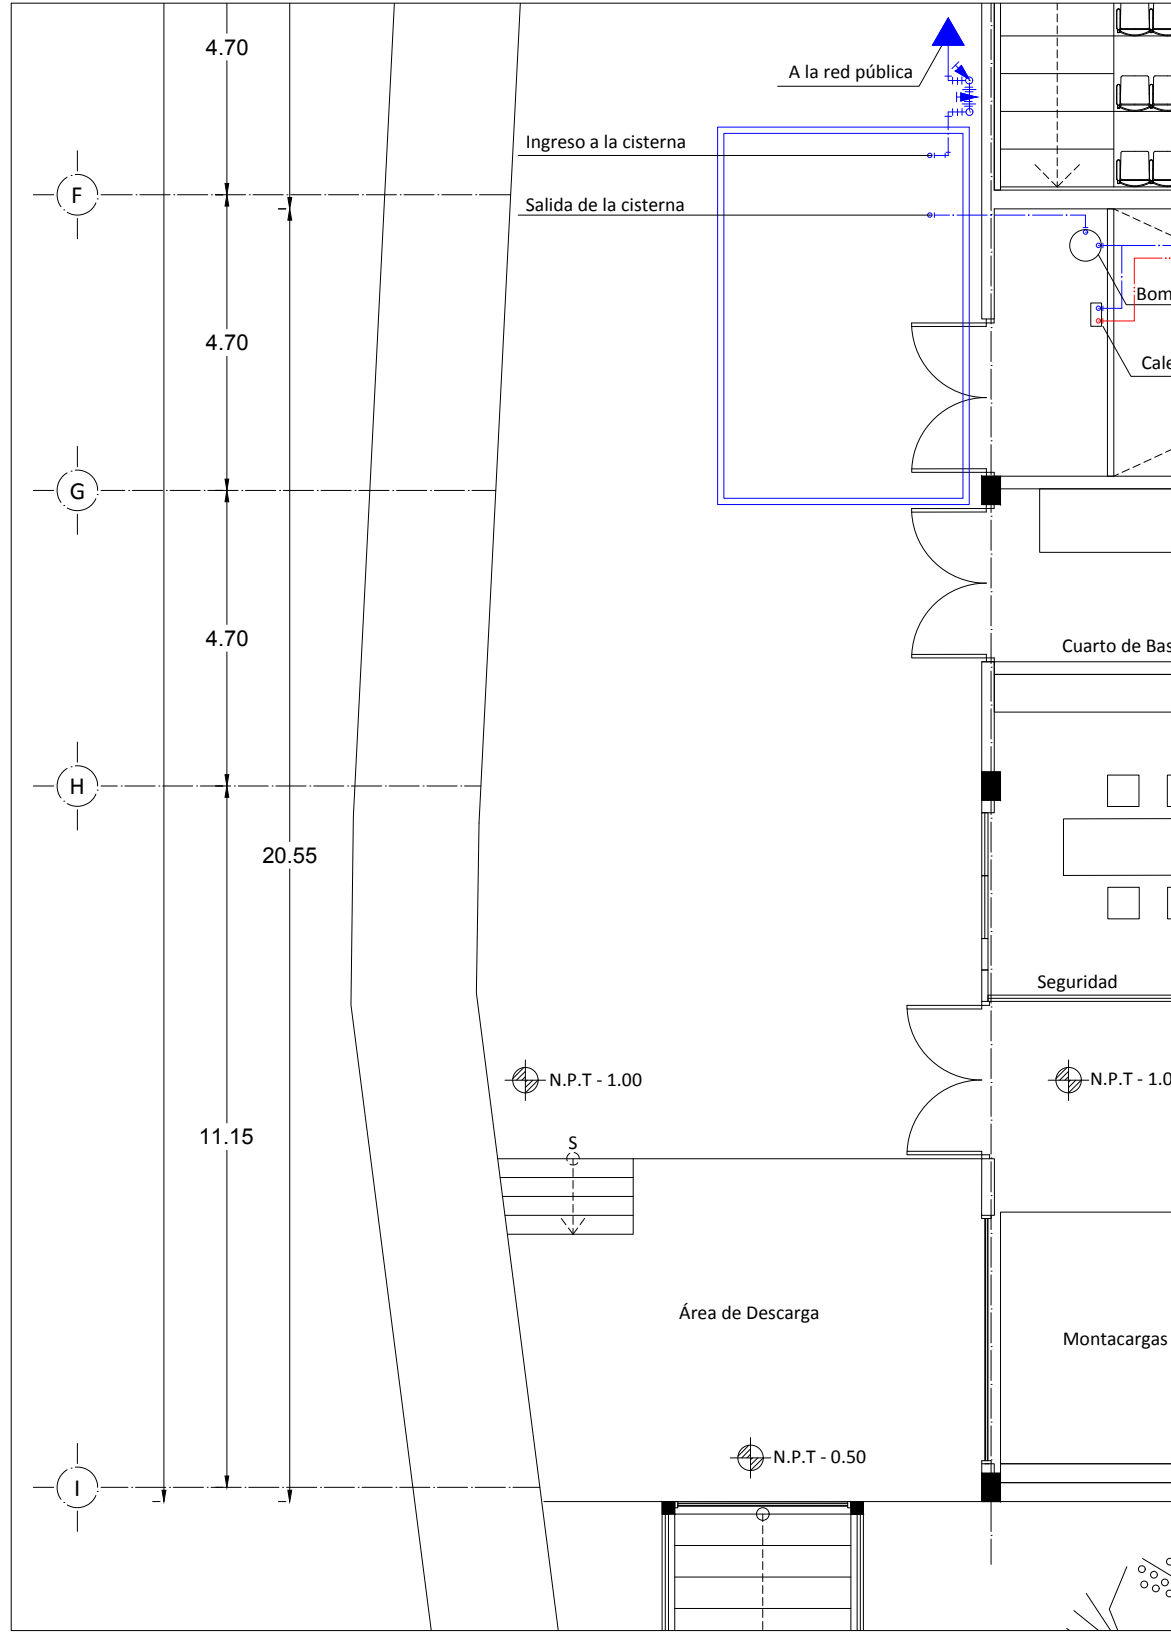 4.70
A la red pública
Ingreso a la cisterna
F
Salida de la cisterna
Bom
4.70
Cale
G
4.70
Cuarto de Bas
H
20.55
Seguridad
N.P.T - 1.00
N.P.T - 1.0
11.15
S
Área de Descarga
Montacargas
N.P.T - 0.50
I